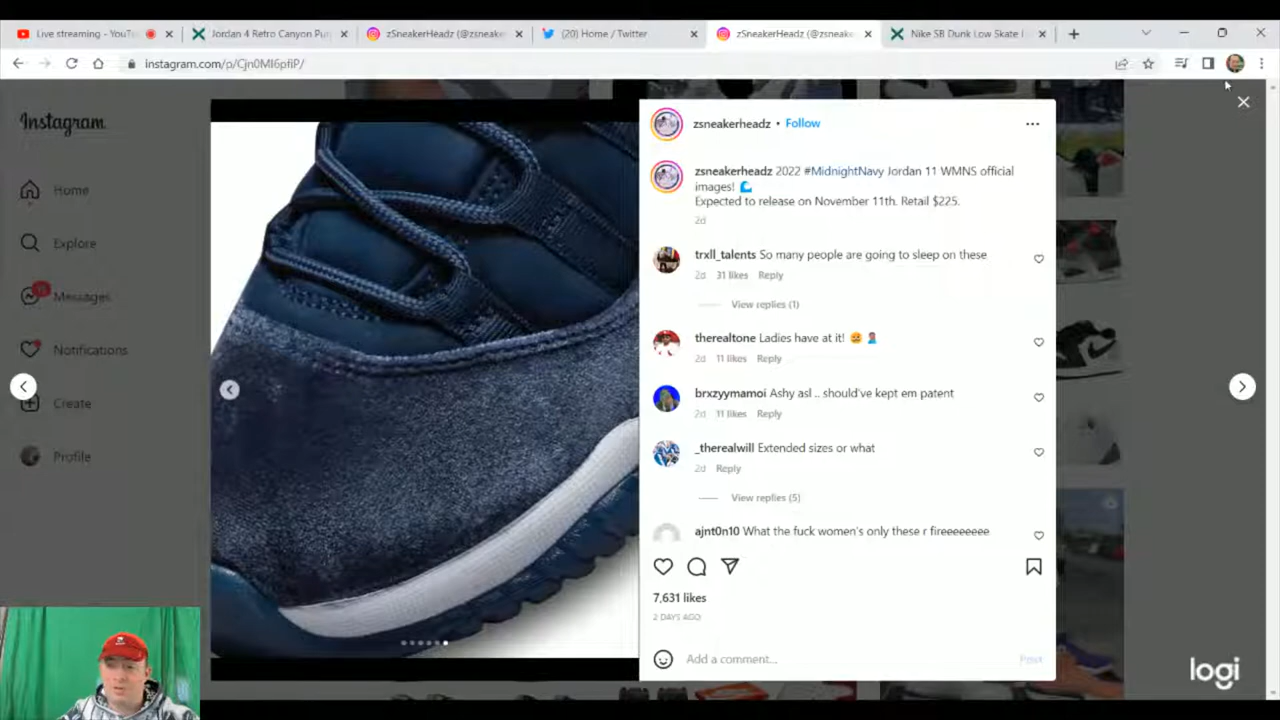 Live streaming - YouTu
Jordan 4 Retro Canyon Pur
zSneakerHeadz (@zsneake
(20) Home / Twitter
zSneakerHeadz (@zsneake
Nike SB Dunk Low Skate l
instagram.com/p/Cjn0MI6pfiP/
Instagram
Home
Explore
Messages
Notifications
Create
Profile
zsneakerheadz • Follow
zsneakerheadz 2022 #MidnightNavy Jordan 11 WMNS official
images! 🌊
Expected to release on November 11th. Retail $225.
2d
trxll_talents So many people are going to sleep on these
2d 31 likes Reply
View replies (1)
therealtone Ladies have at it!
2d 11 likes Reply
brxzyymamoi Ashy asl .. should've kept em patent
2d 11 likes Reply
_therealwill Extended sizes or what
2d Reply
View replies (5)
ajnt0n10 What the fuck women's only these r fireeeeeeee
7,631 likes
2 DAYS AGO
Add a comment...
Post
logi